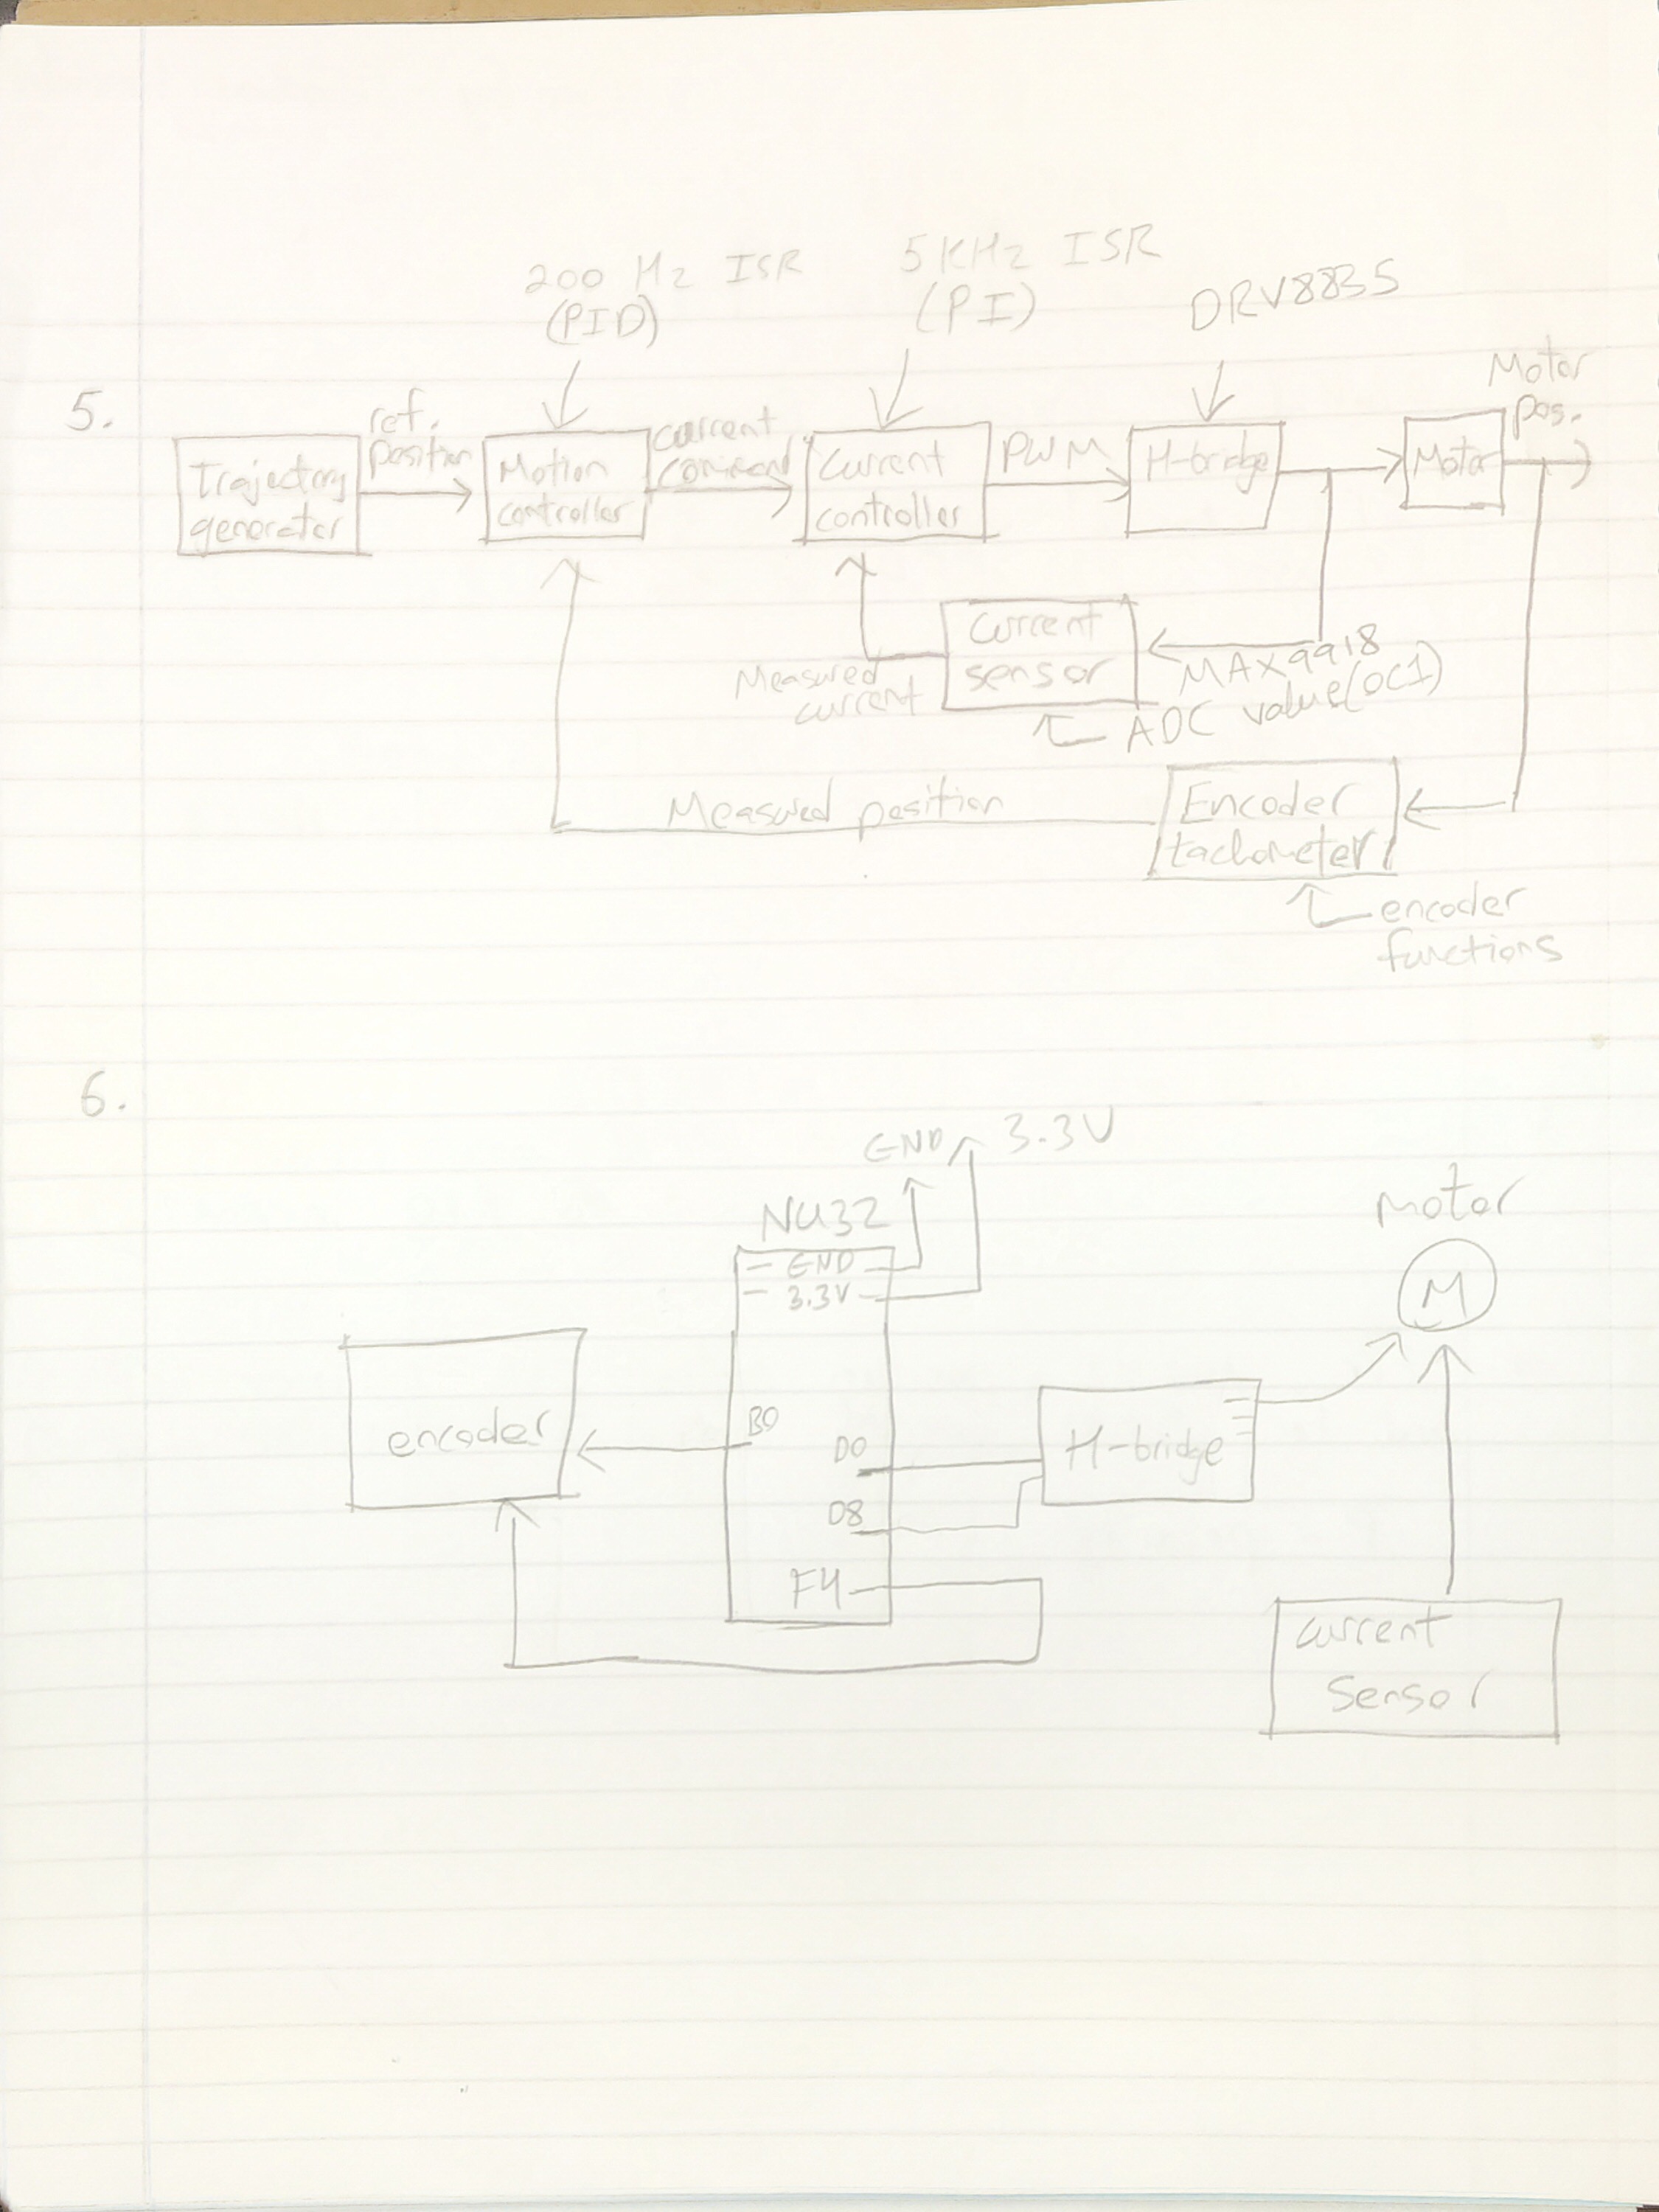 200 Hz ISR
(PID)
5 KHz ISR
(PI)
DRV8835
5.
Trajectory
generator
ref.
position
Motion
controller
current
command
Current
controller
PWM
H-bridge
Motor
Motor
pos.
Current
sensor
Measured
current
MAX9918
ADC value (OC1)
Measured position
Encoder
tachometer
encoder
functions
6.
GND
3.3V
NU32
GND
3.3V
Motor
M
encoder
B0
D0
D8
F4
H-bridge
current
Sensor